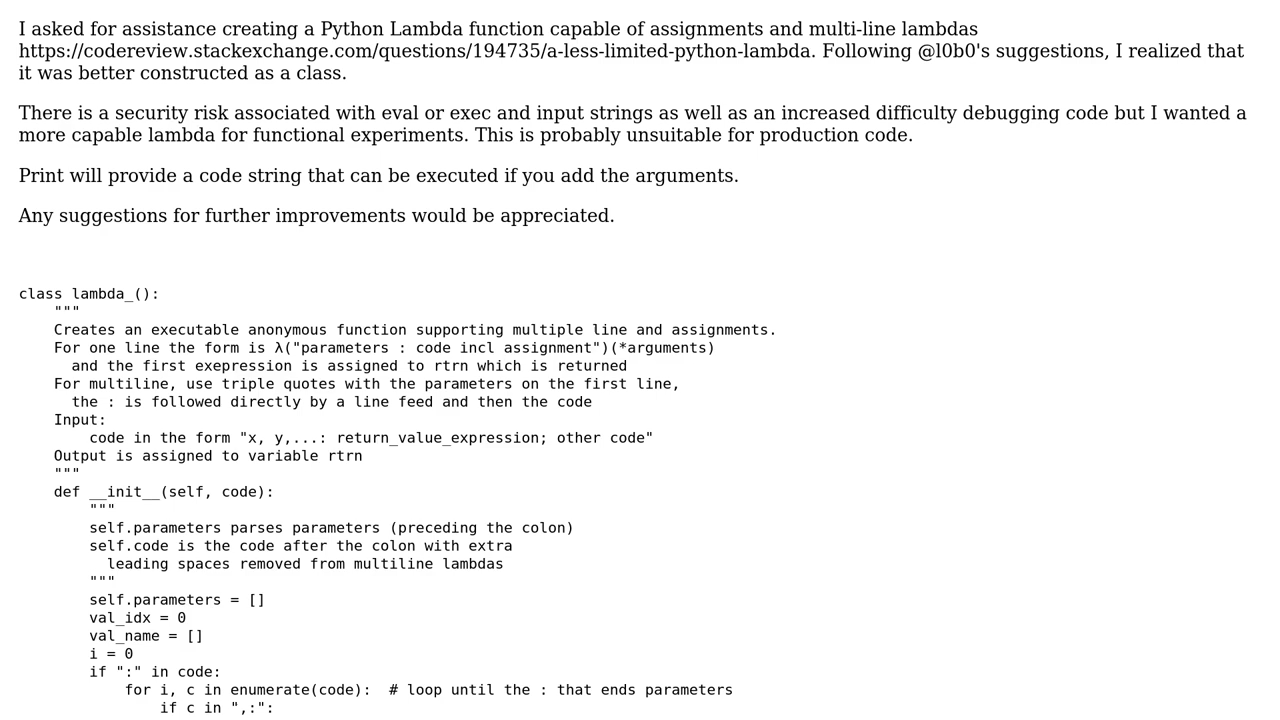 I asked for assistance creating a Python Lambda function capable of assignments and multi-line lambdas
https://codereview.stackexchange.com/questions/194735/a-less-limited-python-lambda. Following @l0b0's suggestions, I realized that
it was better constructed as a class.
There is a security risk associated with eval or exec and input strings as well as an increased difficulty debugging code but I wanted a
more capable lambda for functional experiments. This is probably unsuitable for production code.
Print will provide a code string that can be executed if you add the arguments.
Any suggestions for further improvements would be appreciated.
class lambda_():
    """
    Creates an executable anonymous function supporting multiple line and assignments.
    For one line the form is λ("parameters : code incl assignment")(*arguments)
      and the first exepression is assigned to rtrn which is returned
    For multiline, use triple quotes with the parameters on the first line,
      the : is followed directly by a line feed and then the code
    Input:
        code in the form "x, y,...: return_value_expression; other code"
    Output is assigned to variable rtrn
    """
    def __init__(self, code):
        """
        self.parameters parses parameters (preceding the colon)
        self.code is the code after the colon with extra
          leading spaces removed from multiline lambdas
        """
        self.parameters = []
        val_idx = 0
        val_name = []
        i = 0
        if ":" in code:
            for i, c in enumerate(code):  # loop until the : that ends parameters
                if c in ",:":